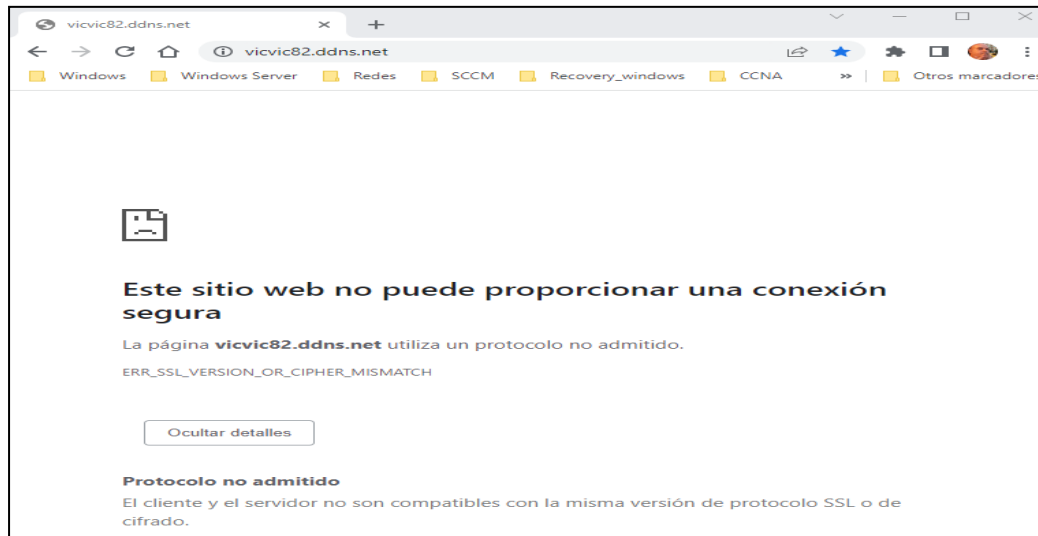 vicvic82.ddns.net
vicvic82.ddns.net
Windows Windows Server Redes SCCM Recovery_windows CCNA » Otros marcadores
Este sitio web no puede proporcionar una conexión
segura
La página vicvic82.ddns.net utiliza un protocolo no admitido.
ERR_SSL_VERSION_OR_CIPHER_MISMATCH
Ocultar detalles
Protocolo no admitido
El cliente y el servidor no son compatibles con la misma versión de protocolo SSL o de
cifrado.